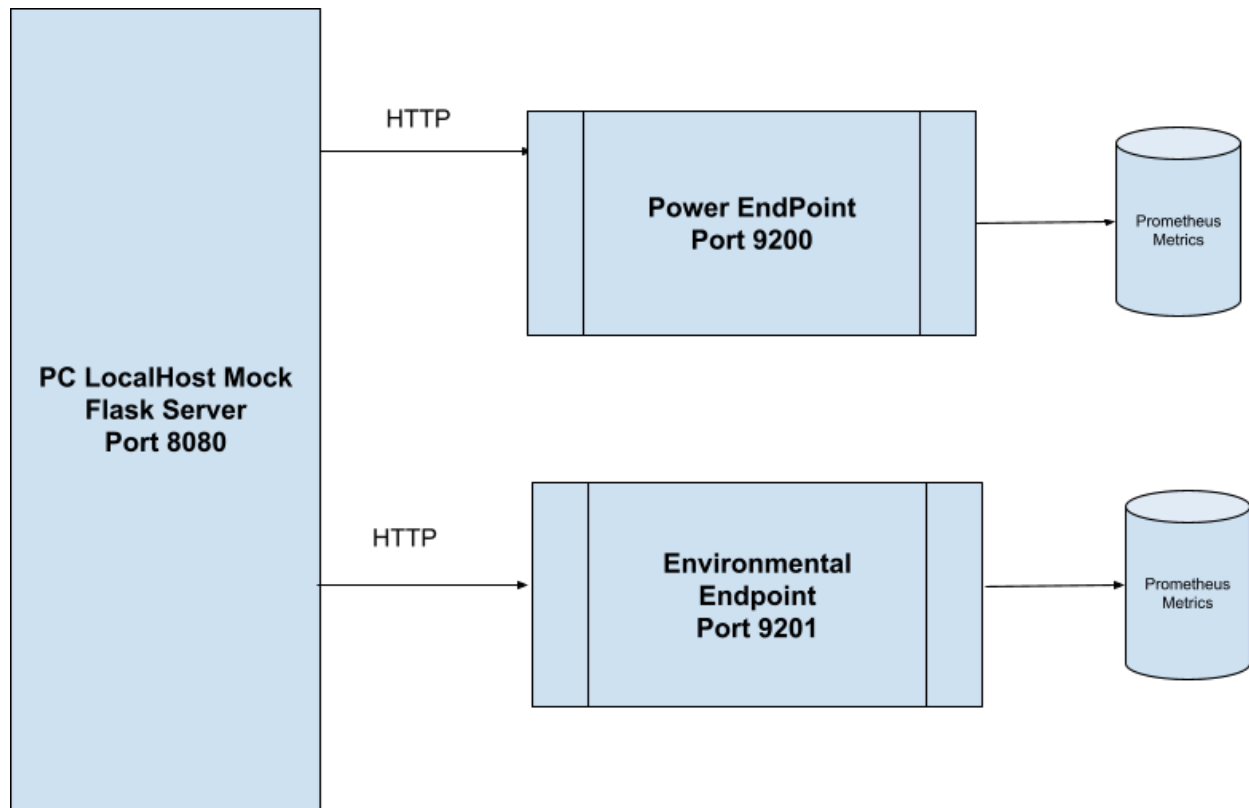 HTTP
Power EndPoint
Port 9200
Prometheus
Metrics
PC LocalHost Mock
Flask Server
Port 8080
HTTP
Environmental
Endpoint
Port 9201
Prometheus
Metrics